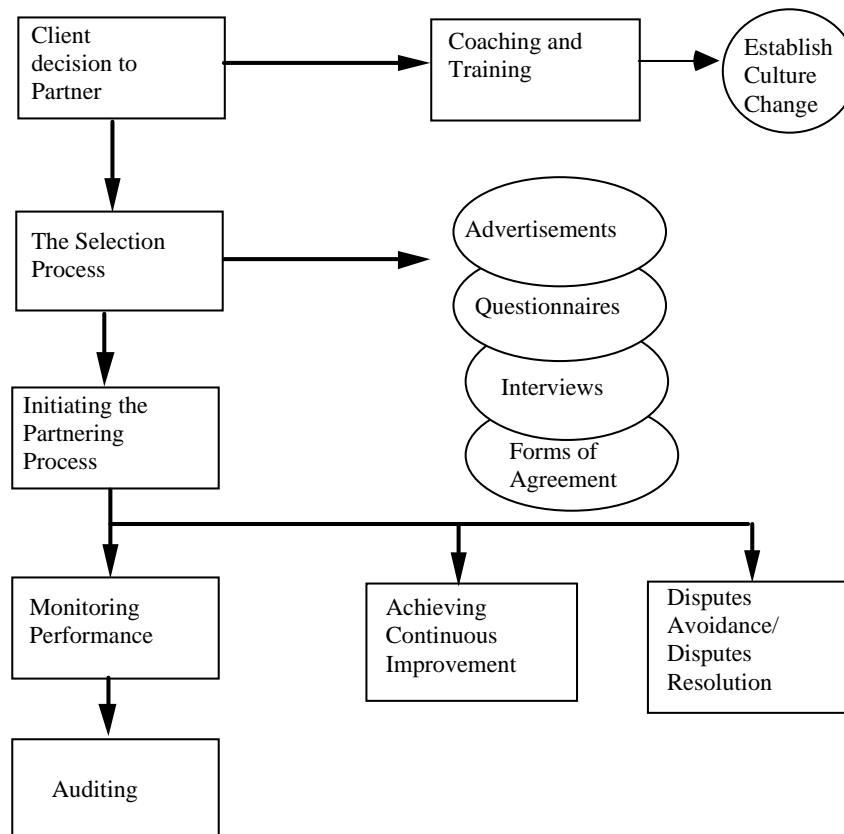 Client
decision to
Partner
Coaching and
Training
Establish
Culture
Change
The Selection
Process
Advertisements
Questionnaires
Interviews
Forms of
Agreement
Initiating the
Partnering
Process
Monitoring
Performance
Achieving
Continuous
Improvement
Disputes
Avoidance/
Disputes
Resolution
Auditing